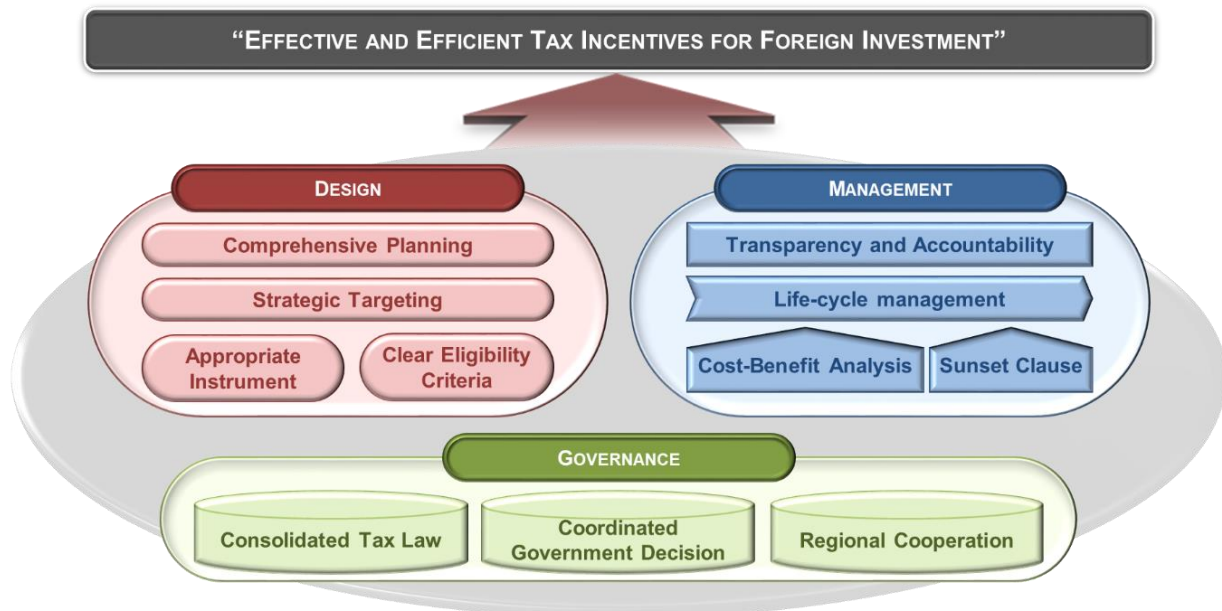 “EFFECTIVE AND EFFICIENT TAX INCENTIVES FOR FOREIGN INVESTMENT”
DESIGN
Comprehensive Planning
Strategic Targeting
Appropriate
Instrument
Clear Eligibility
Criteria
MANAGEMENT
Transparency and Accountability
Life-cycle management
Cost-Benefit Analysis
Sunset Clause
GOVERNANCE
Consolidated Tax Law
Coordinated
Government Decision
Regional Cooperation